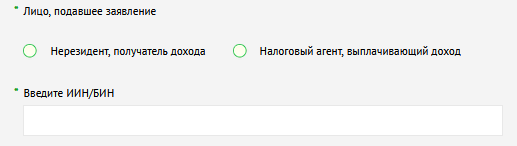 * Лицо, подавшее заявление
Нерезидент, получатель дохода Налоговый агент, выплачивающий доход
* Введите ИИН/БИН